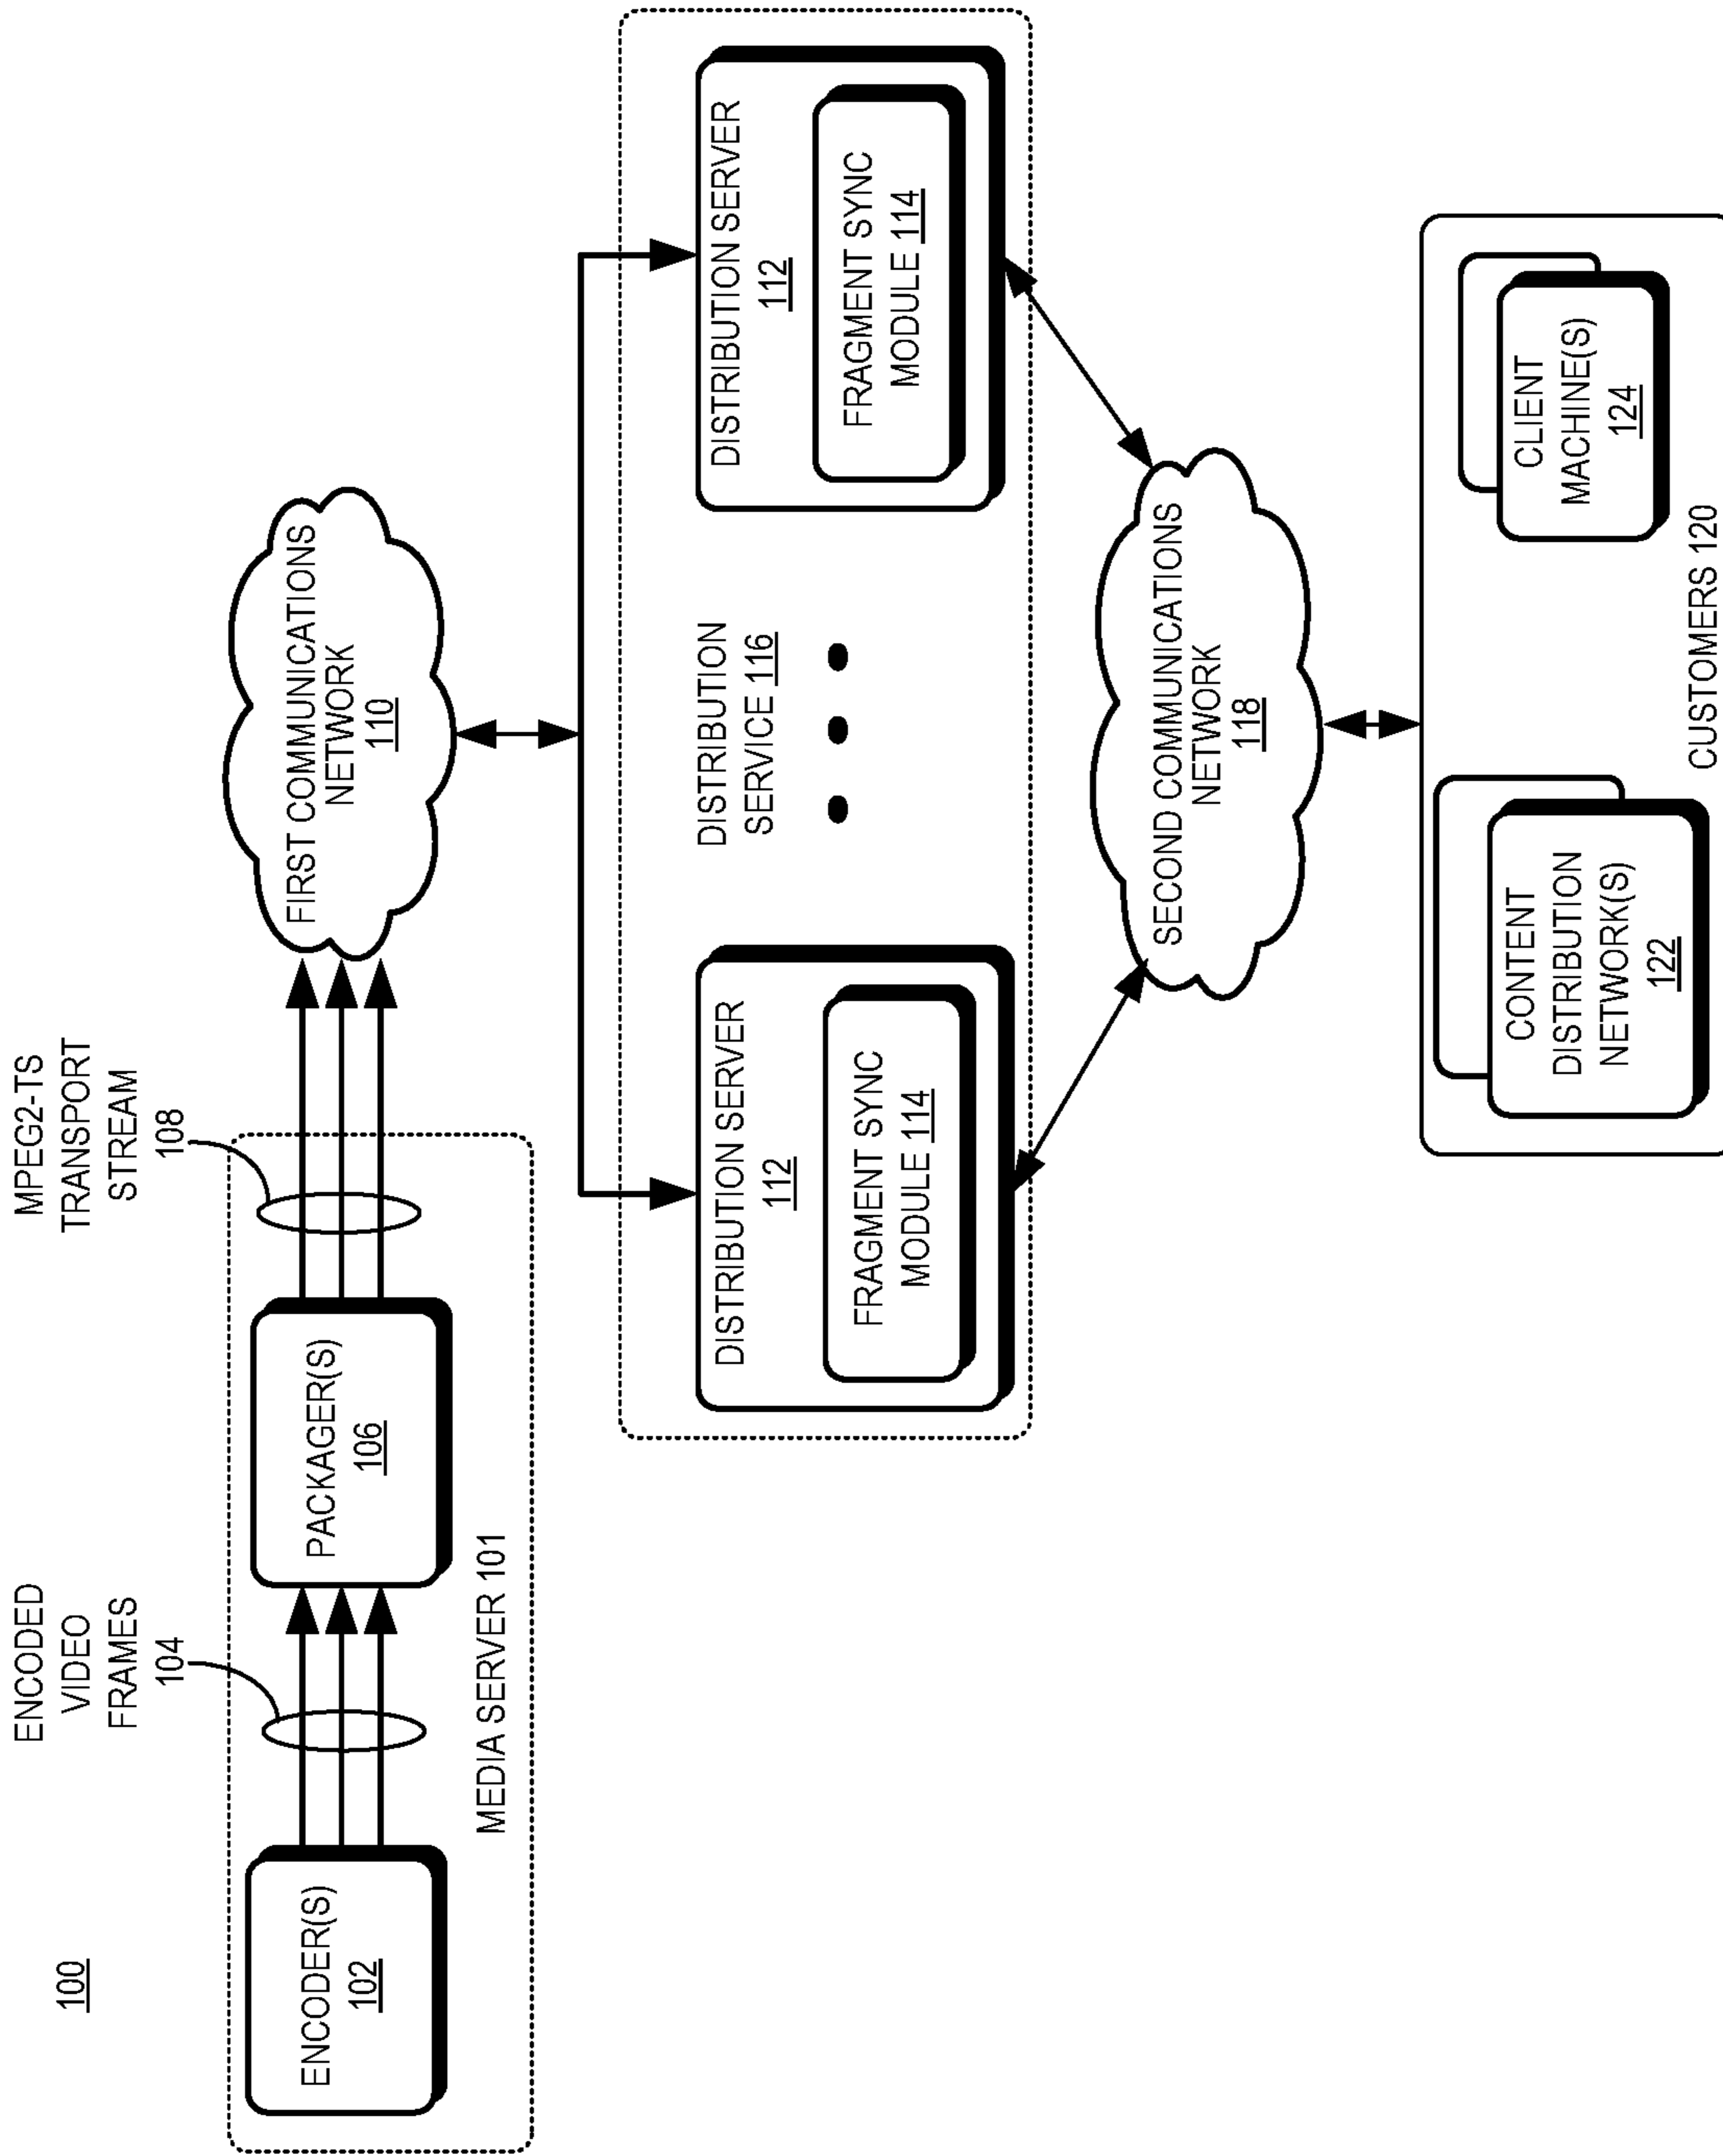 100
ENCODED
VIDEO
FRAMES
104
MPEG2-TS
TRANSPORT
STREAM
108
ENCODER(S)
102
PACKAGER(S)
106
MEDIA SERVER 101
FIRST COMMUNICATIONS
NETWORK
110
DISTRIBUTION SERVER
112
FRAGMENT SYNC
MODULE 114
DISTRIBUTION
SERVICE 116
DISTRIBUTION SERVER
112
FRAGMENT SYNC
MODULE 114
SECOND COMMUNICATIONS
NETWORK
118
CONTENT
DISTRIBUTION
NETWORK(S)
122
CLIENT
MACHINE(S)
124
CUSTOMERS 120